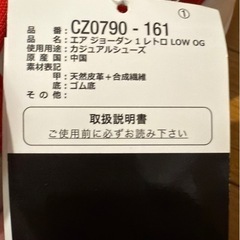 ①
品　番：CZ0790 - 161
品　名：エア ジョーダン 1 レトロ LOW OG
使用用途：カジュアルシューズ
原 産 国：中国
素材表記
甲　：天然皮革＋合成繊維
底　：ゴム底
そ の 他：
取扱説明書
ご使用前に必ずお読み下さい